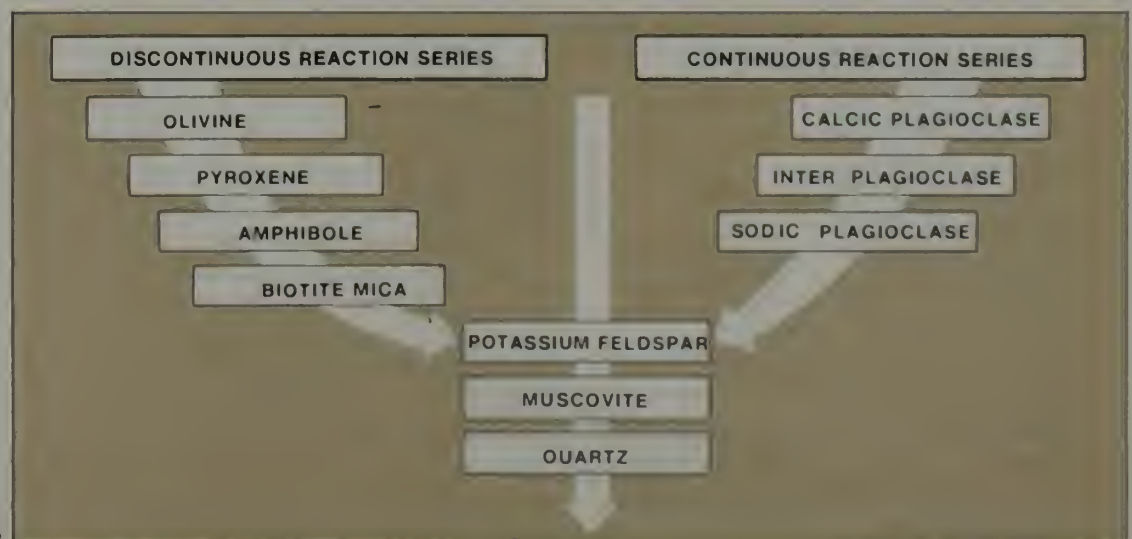 DISCONTINUOUS REACTION SERIES
OLIVINE
PYROXENE
AMPHIBOLE
BIOTITE MICA
CONTINUOUS REACTION SERIES
CALCIC PLAGIOCLASE
INTER PLAGIOCLASE
SODIC PLAGIOCLASE
POTASSIUM FELDSPAR
MUSCOVITE
QUARTZ